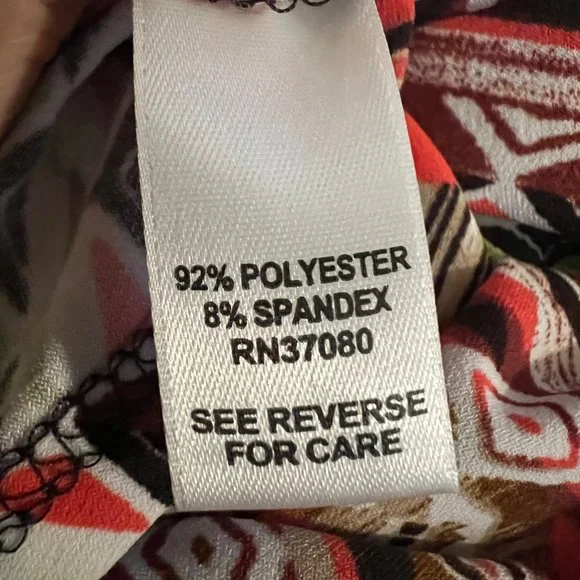 92% POLYESTER
8% SPANDEX
RN37080
SEE REVERSE
FOR CARE